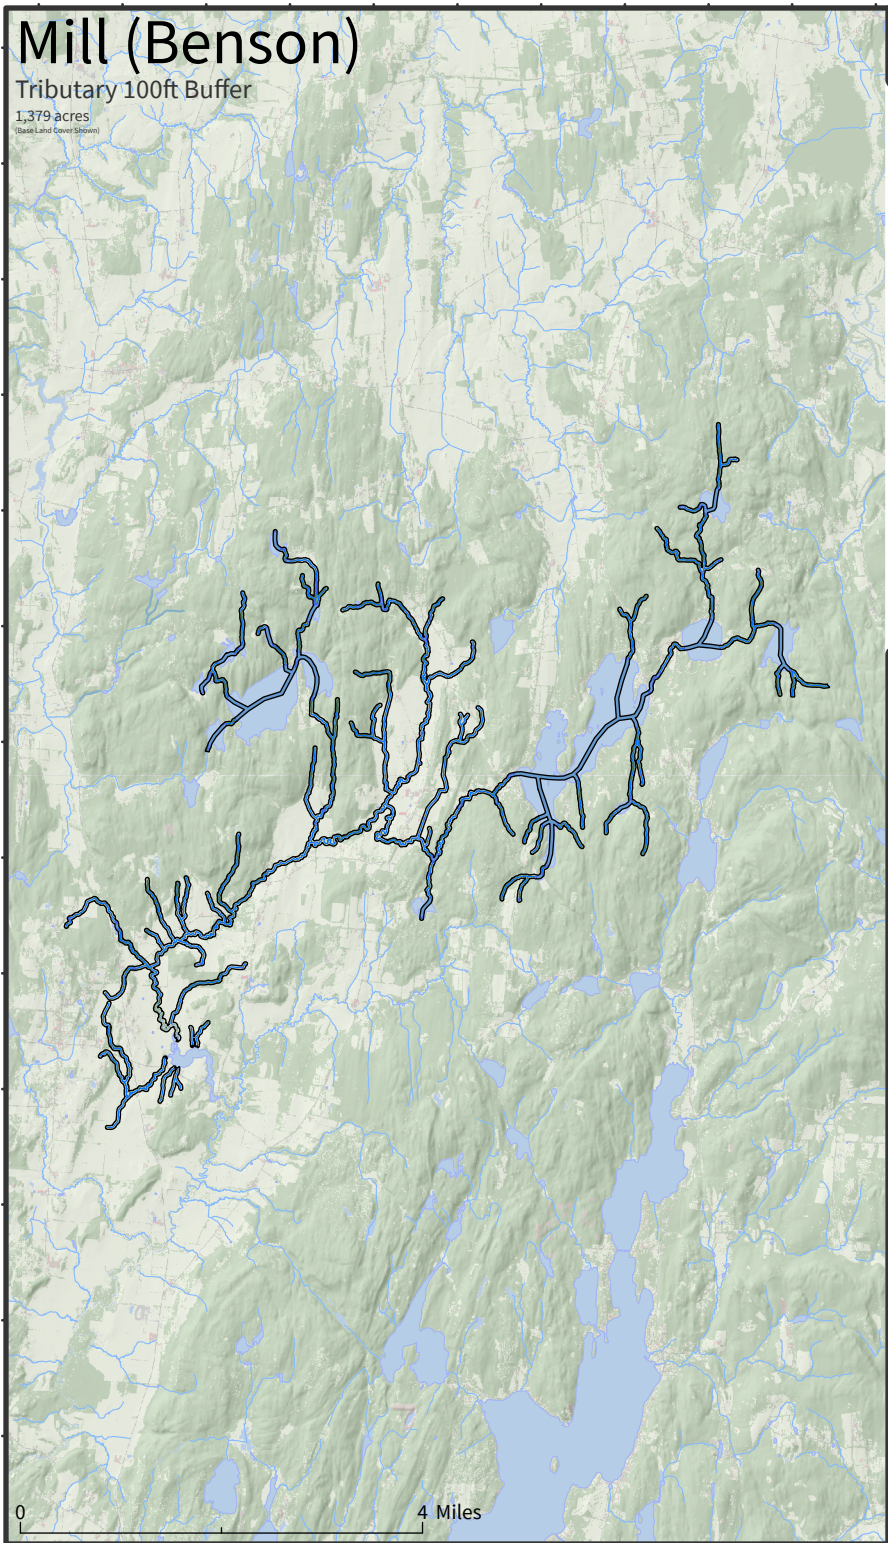 Mill (Benson)
Tributary 100ft Buffer
1,379 acres
(Base Land Cover Shown)
0 4 Miles